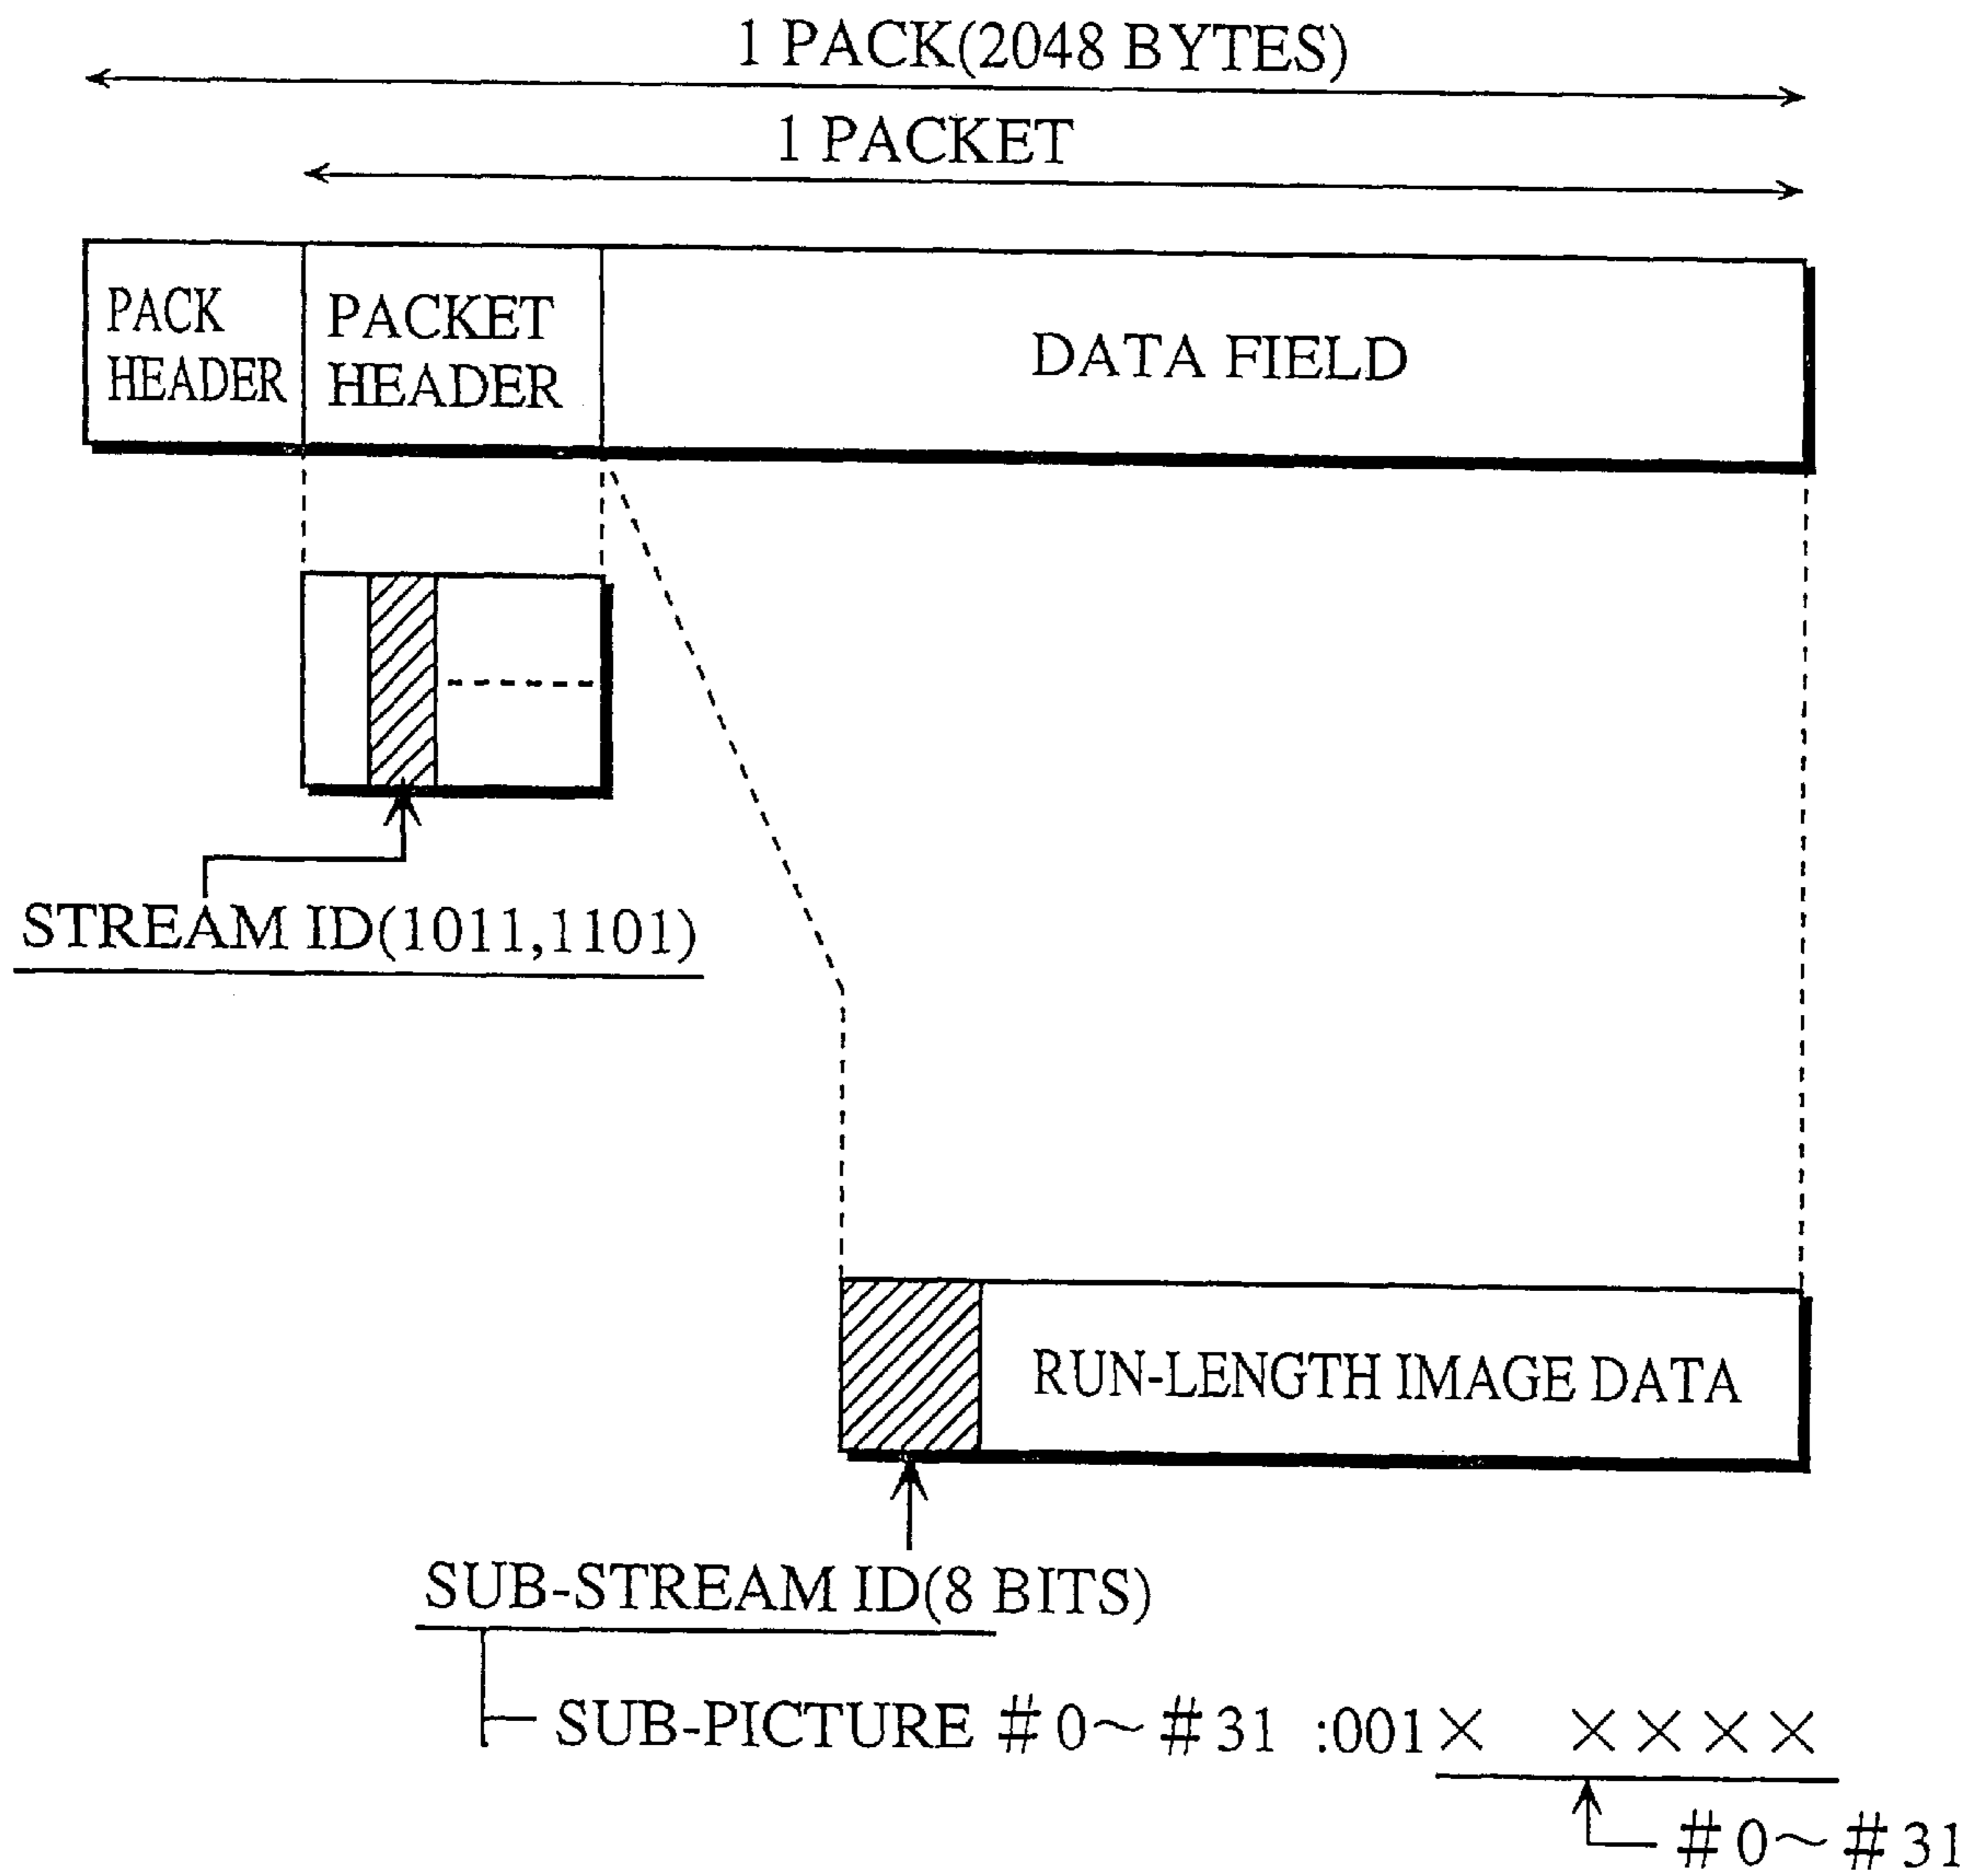 1 PACK(2048 BYTES)
1 PACKET
PACK
HEADER
PACKET
HEADER
DATA FIELD
STREAM ID(1011,1101)
RUN-LENGTH IMAGE DATA
SUB-STREAM ID(8 BITS)
SUB-PICTURE #0～#31 :001× ××××
#0～#31